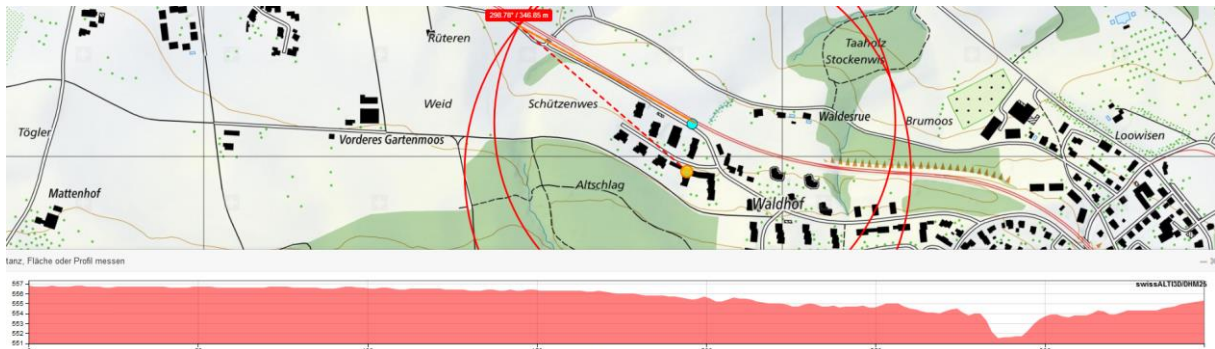 298.78° / 346.85 m
Rüteren
Taaholz
Stockenwis
Weid
Schützenwes
Waldesrue
Brumoos
Tögler
Vorderes Gartenmoos
Loowisen
Mattenhof
Altschlag
Waldhof
tanz, Fläche oder Profil messen
swissALTI3D/DHM25
557
556
555
554
553
552
551